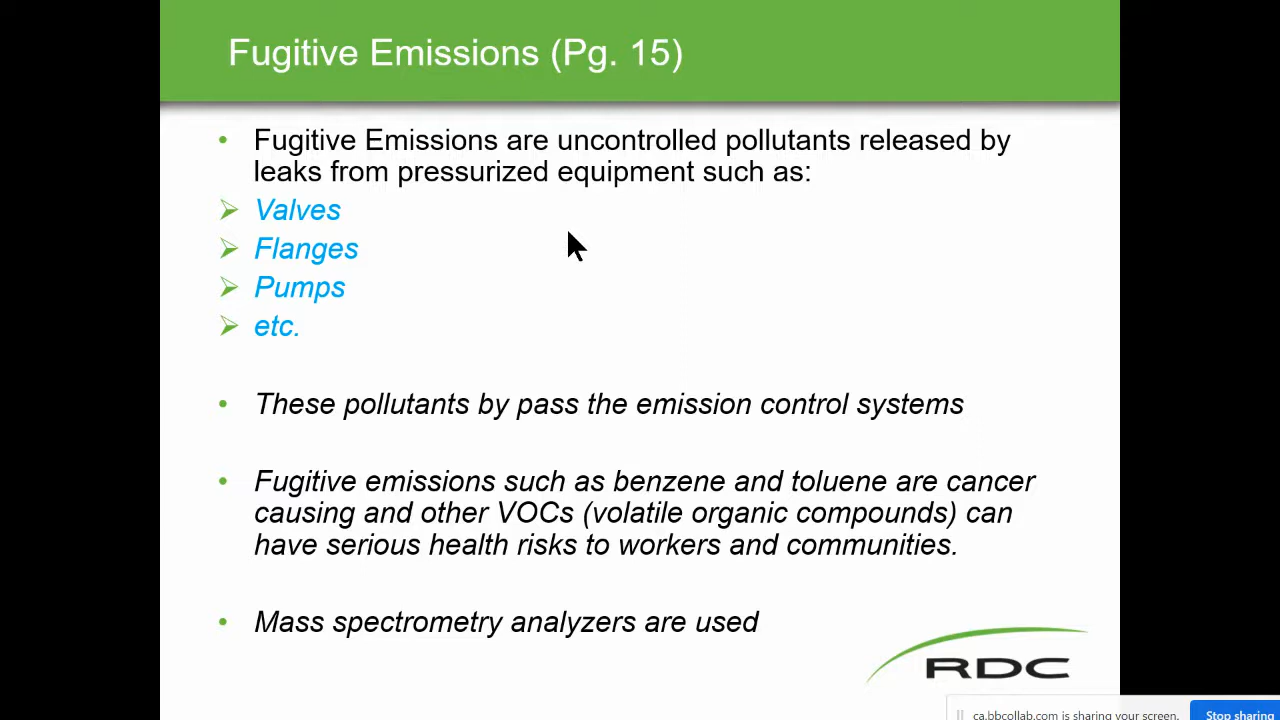 Fugitive Emissions (Pg. 15)
• Fugitive Emissions are uncontrolled pollutants released by
leaks from pressurized equipment such as:
➢ Valves
➢ Flanges
➢ Pumps
➢ etc.
• These pollutants by pass the emission control systems
• Fugitive emissions such as benzene and toluene are cancer
causing and other VOCs (volatile organic compounds) can
have serious health risks to workers and communities.
• Mass spectrometry analyzers are used
RDC
ca.bbcollab.com is sharing your screen. Stop sharing